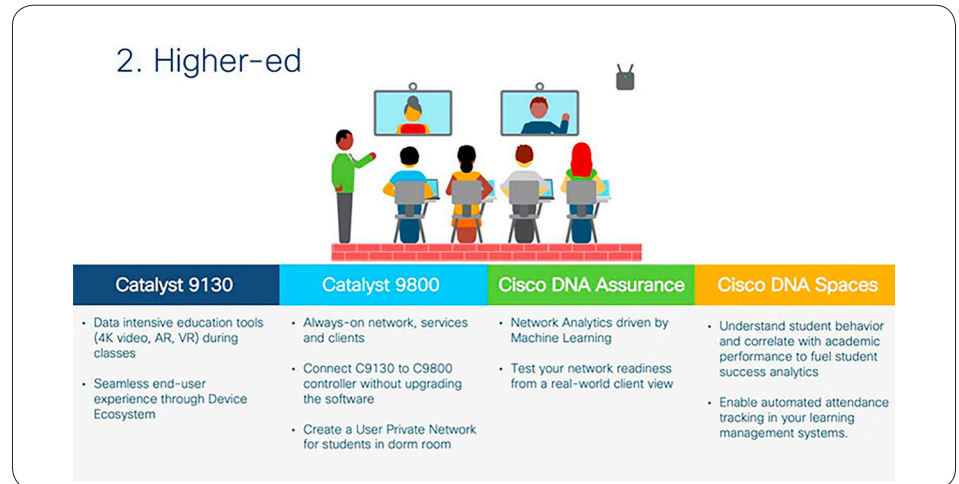 2. Higher-ed
Catalyst 9130
• Data intensive education tools
(4K video, AR, VR) during
classes
• Seamless end-user
experience through Device
Ecosystem
Catalyst 9800
• Always-on network, services
and clients
• Connect C9130 to C9800
controller without upgrading
the software
• Create a User Private Network
for students in dorm room
Cisco DNA Assurance
• Network Analytics driven by
Machine Learning
• Test your network readiness
from a real-world client view
Cisco DNA Spaces
• Understand student behavior
and correlate with academic
performance to fuel student
success analytics
• Enable automated attendance
tracking in your learning
management systems.